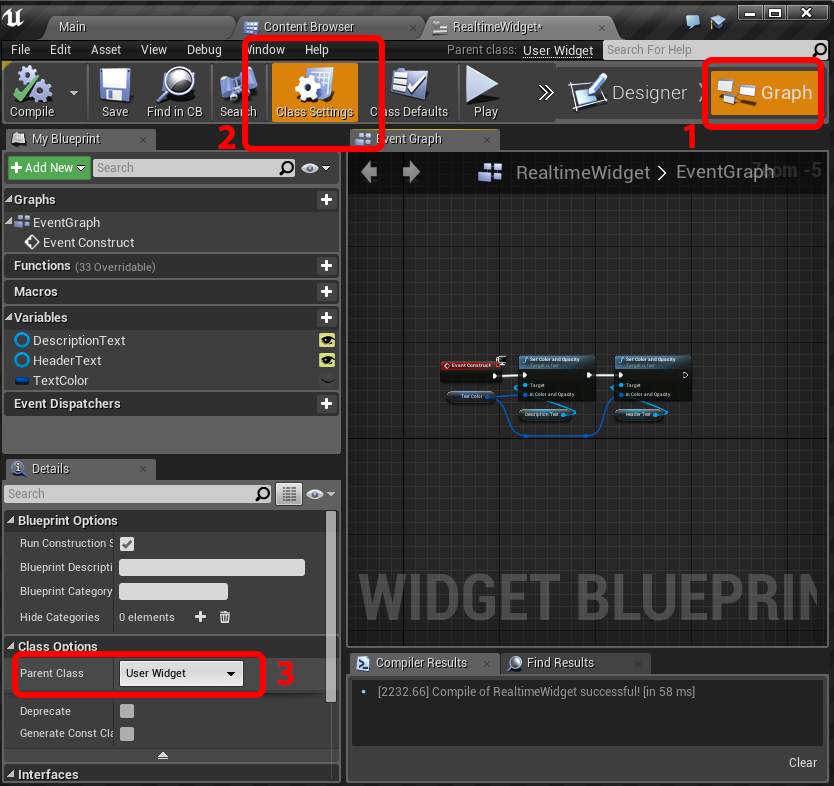 Main
Content Browser
RealtimeWidget*
File Edit Asset View Debug Window Help
Parent class: User Widget
Search For Help
Compile
Save
Find in CB
Search
Class Settings
Class Defaults
Play
Designer
Graph
2
1
My Blueprint
Event Graph
Add New
Search
RealtimeWidget > EventGraph
Zoom -5
Graphs
EventGraph
Event Construct
Functions (33 Overridable)
Macros
Variables
DescriptionText
HeaderText
TextColor
Event Dispatchers
Event Construct
Text Color
Set Color and Opacity
Target is Text
Target
In Color and Opacity
Description Text
Set Color and Opacity
Target is Text
Target
In Color and Opacity
Header Text
WIDGET BLUEPRIN
Details
Search
Blueprint Options
Run Construction S
Blueprint Descripti
Blueprint Category
Hide Categories 0 elements
Class Options
Parent Class User Widget
3
Deprecate
Generate Const Cla
Interfaces
Compiler Results
Find Results
[2232.66] Compile of RealtimeWidget successful! [in 58 ms]
Clear